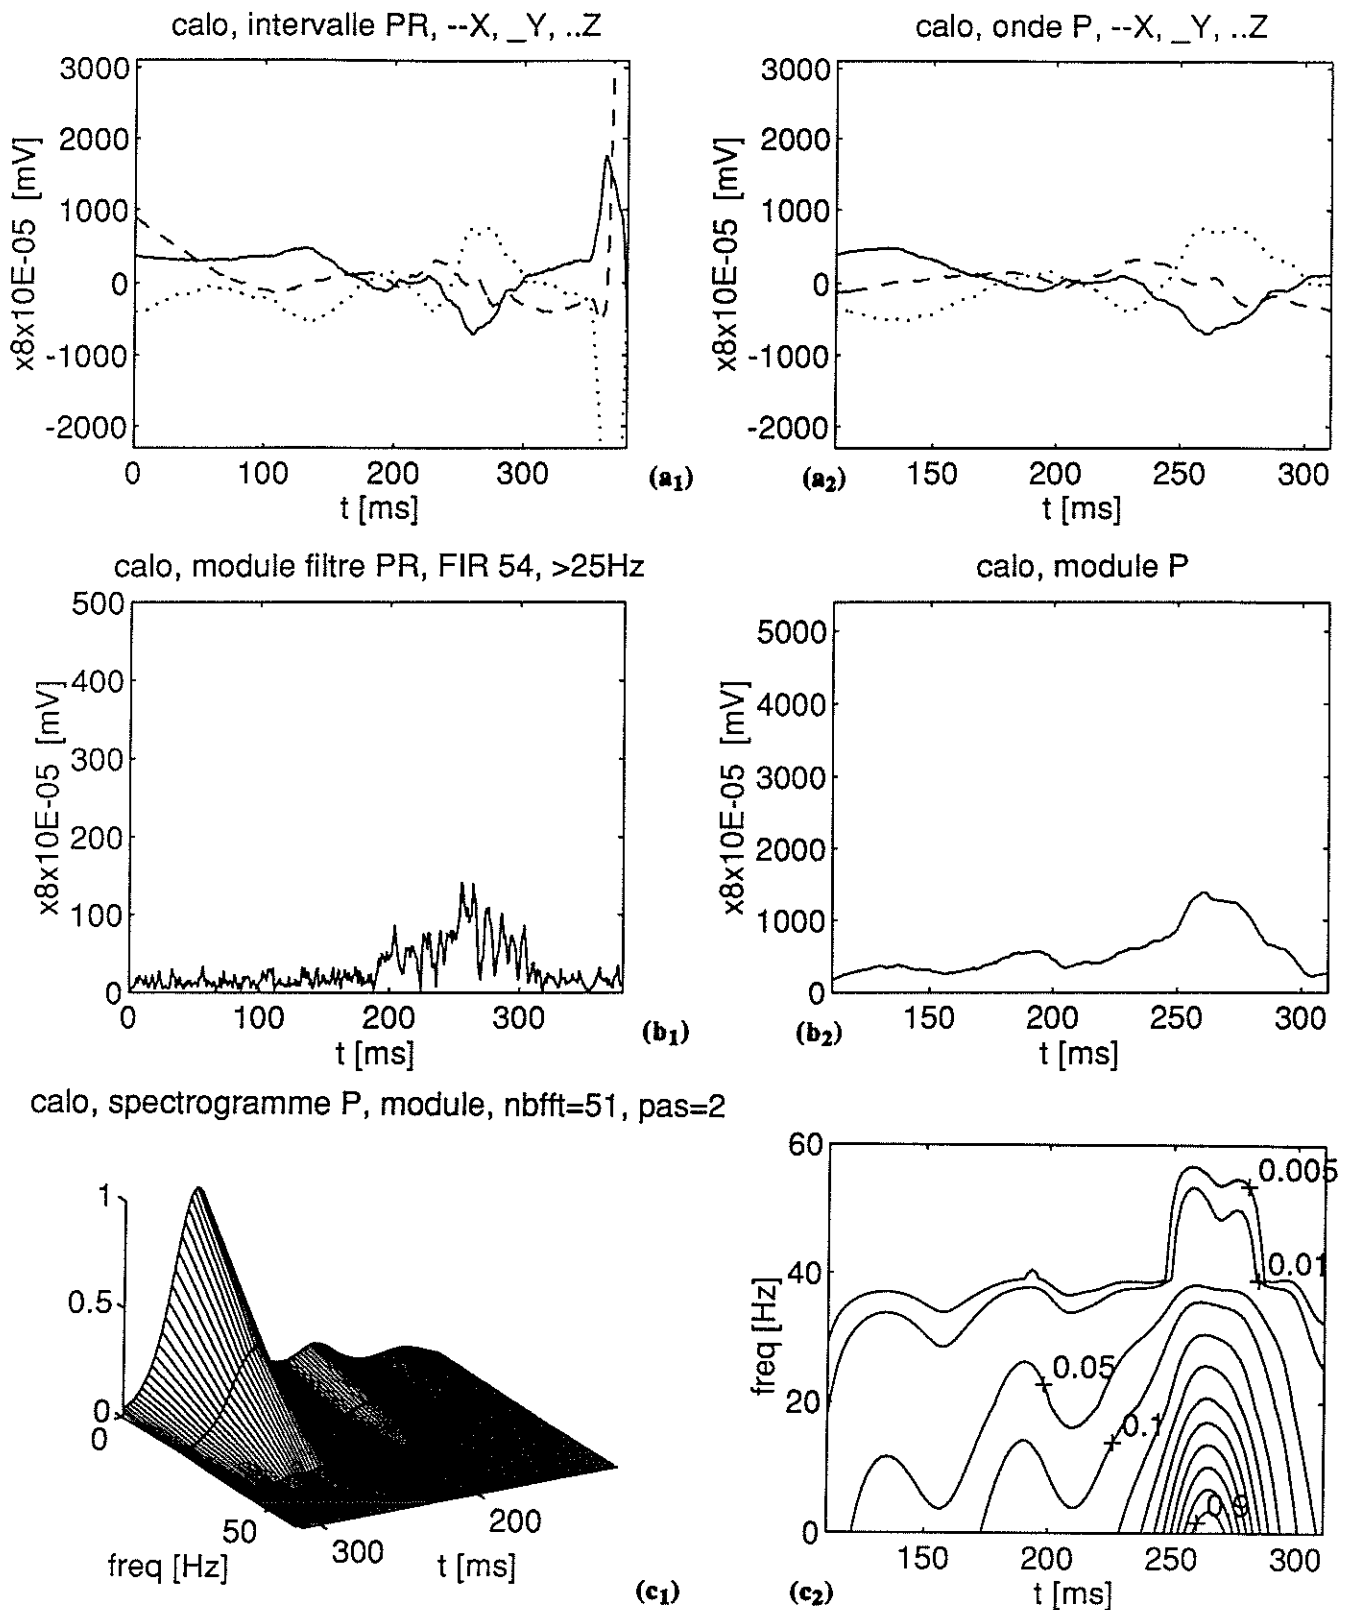 calo, intervalle PR, --X, _Y, ..Z
3000
2000
1000
0
-1000
-2000
x8x10E-05 [mV]
0 100 200 300
t [ms]
(a1)
calo, onde P, --X, _Y, ..Z
3000
2000
1000
0
-1000
-2000
x8x10E-05 [mV]
150 200 250 300
t [ms]
(a2)
calo, module filtre PR, FIR 54, >25Hz
500
400
300
200
100
0
x8x10E-05 [mV]
0 100 200 300
t [ms]
(b1)
calo, module P
5000
4000
3000
2000
1000
0
x8x10E-05 [mV]
150 200 250 300
t [ms]
(b2)
calo, spectrogramme P, module, nbfft=51, pas=2
1
0.5
0
0
50
freq [Hz]
300
200
t [ms]
(c1)
60
40
20
0
freq [Hz]
0.005
0.01
0.05
0.1
0.9
150 200 250 300
t [ms]
(c2)